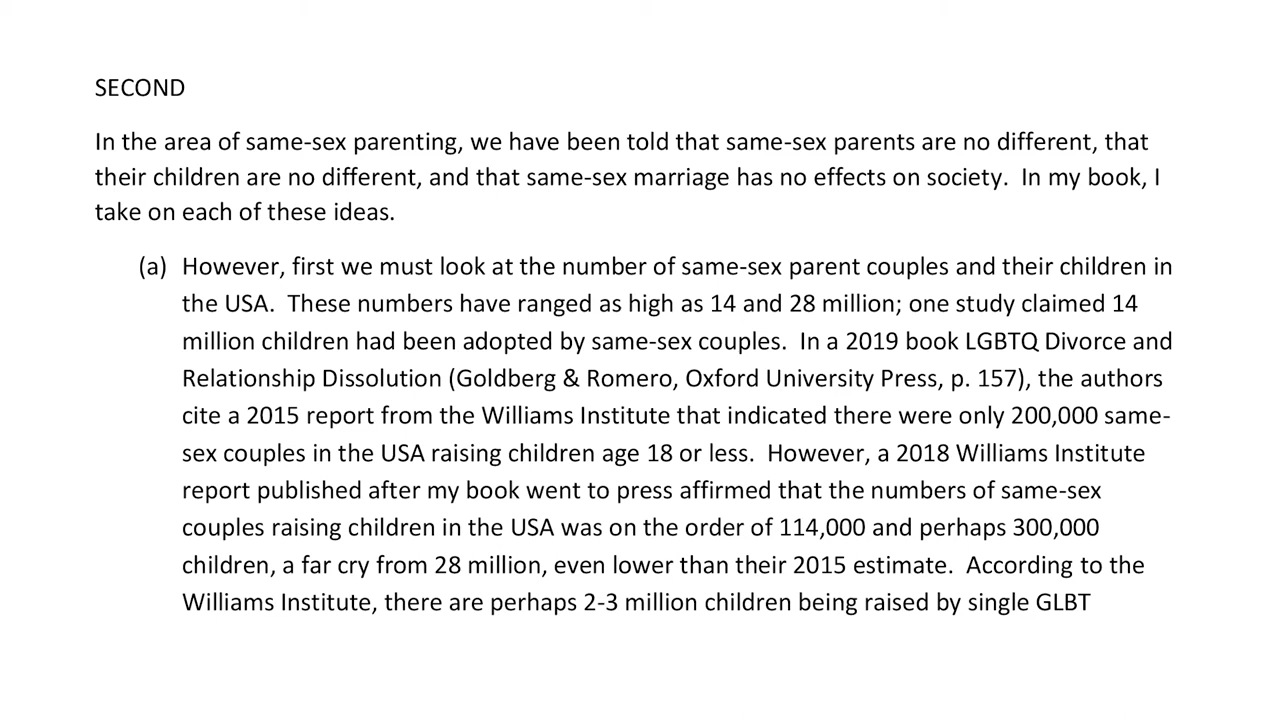 SECOND
In the area of same-sex parenting, we have been told that same-sex parents are no different, that
their children are no different, and that same-sex marriage has no effects on society.  In my book, I
take on each of these ideas.
(a) However, first we must look at the number of same-sex parent couples and their children in
the USA.  These numbers have ranged as high as 14 and 28 million; one study claimed 14
million children had been adopted by same-sex couples.  In a 2019 book LGBTQ Divorce and
Relationship Dissolution (Goldberg & Romero, Oxford University Press, p. 157), the authors
cite a 2015 report from the Williams Institute that indicated there were only 200,000 same-
sex couples in the USA raising children age 18 or less.  However, a 2018 Williams Institute
report published after my book went to press affirmed that the numbers of same-sex
couples raising children in the USA was on the order of 114,000 and perhaps 300,000
children, a far cry from 28 million, even lower than their 2015 estimate.  According to the
Williams Institute, there are perhaps 2-3 million children being raised by single GLBT